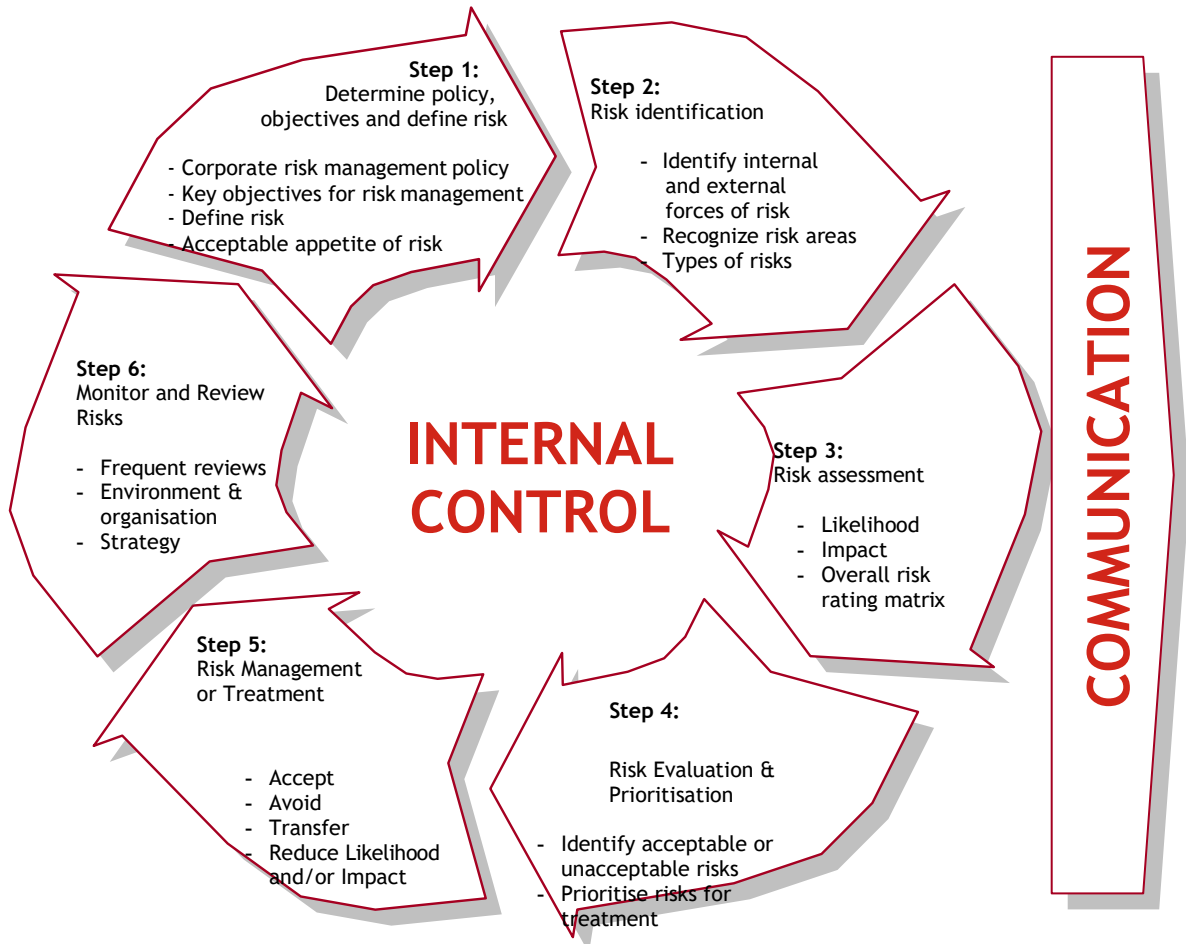 Step 1:
Determine policy,
objectives and define risk
- Corporate risk management policy
- Key objectives for risk management
- Define risk
- Acceptable appetite of risk
Step 2:
Risk identification
- Identify internal
and external
forces of risk
- Recognize risk areas
- Types of risks
Step 3:
Risk assessment
- Likelihood
- Impact
- Overall risk
rating matrix
Step 4:
Risk Evaluation &
Prioritisation
- Identify acceptable or
unacceptable risks
- Prioritise risks for
treatment
Step 5:
Risk Management
or Treatment
- Accept
- Avoid
- Transfer
- Reduce Likelihood
and/or Impact
Step 6:
Monitor and Review
Risks
- Frequent reviews
- Environment &
organisation
- Strategy
INTERNAL
CONTROL
COMMUNICATION